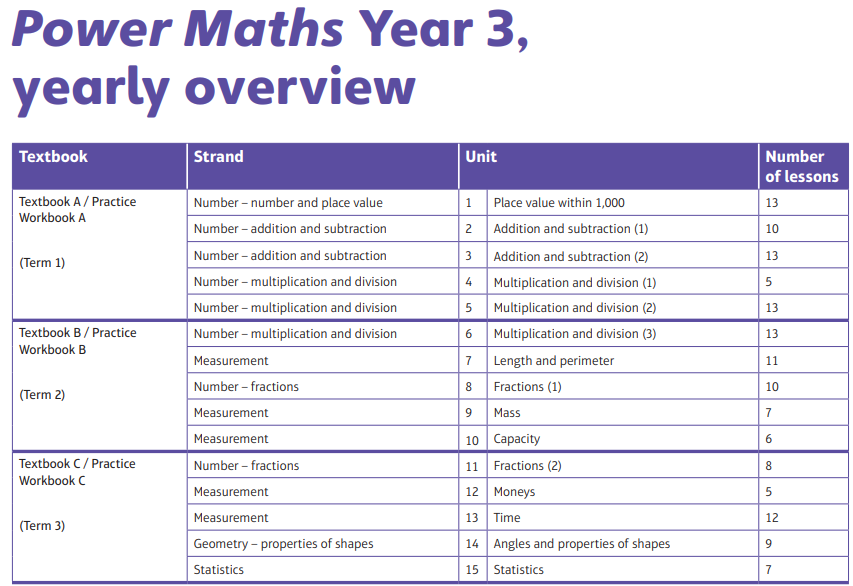 Power Maths Year 3,
yearly overview
Textbook Strand Unit Number
of lessons
Textbook A / Practice
Workbook A
(Term 1)
Number – number and place value 1 Place value within 1,000 13
Number – addition and subtraction 2 Addition and subtraction (1) 10
Number – addition and subtraction 3 Addition and subtraction (2) 13
Number – multiplication and division 4 Multiplication and division (1) 5
Number – multiplication and division 5 Multiplication and division (2) 13
Textbook B / Practice
Workbook B
(Term 2)
Number – multiplication and division 6 Multiplication and division (3) 13
Measurement 7 Length and perimeter 11
Number – fractions 8 Fractions (1) 10
Measurement 9 Mass 7
Measurement 10 Capacity 6
Textbook C / Practice
Workbook C
(Term 3)
Number – fractions 11 Fractions (2) 8
Measurement 12 Moneys 5
Measurement 13 Time 12
Geometry – properties of shapes 14 Angles and properties of shapes 9
Statistics 15 Statistics 7